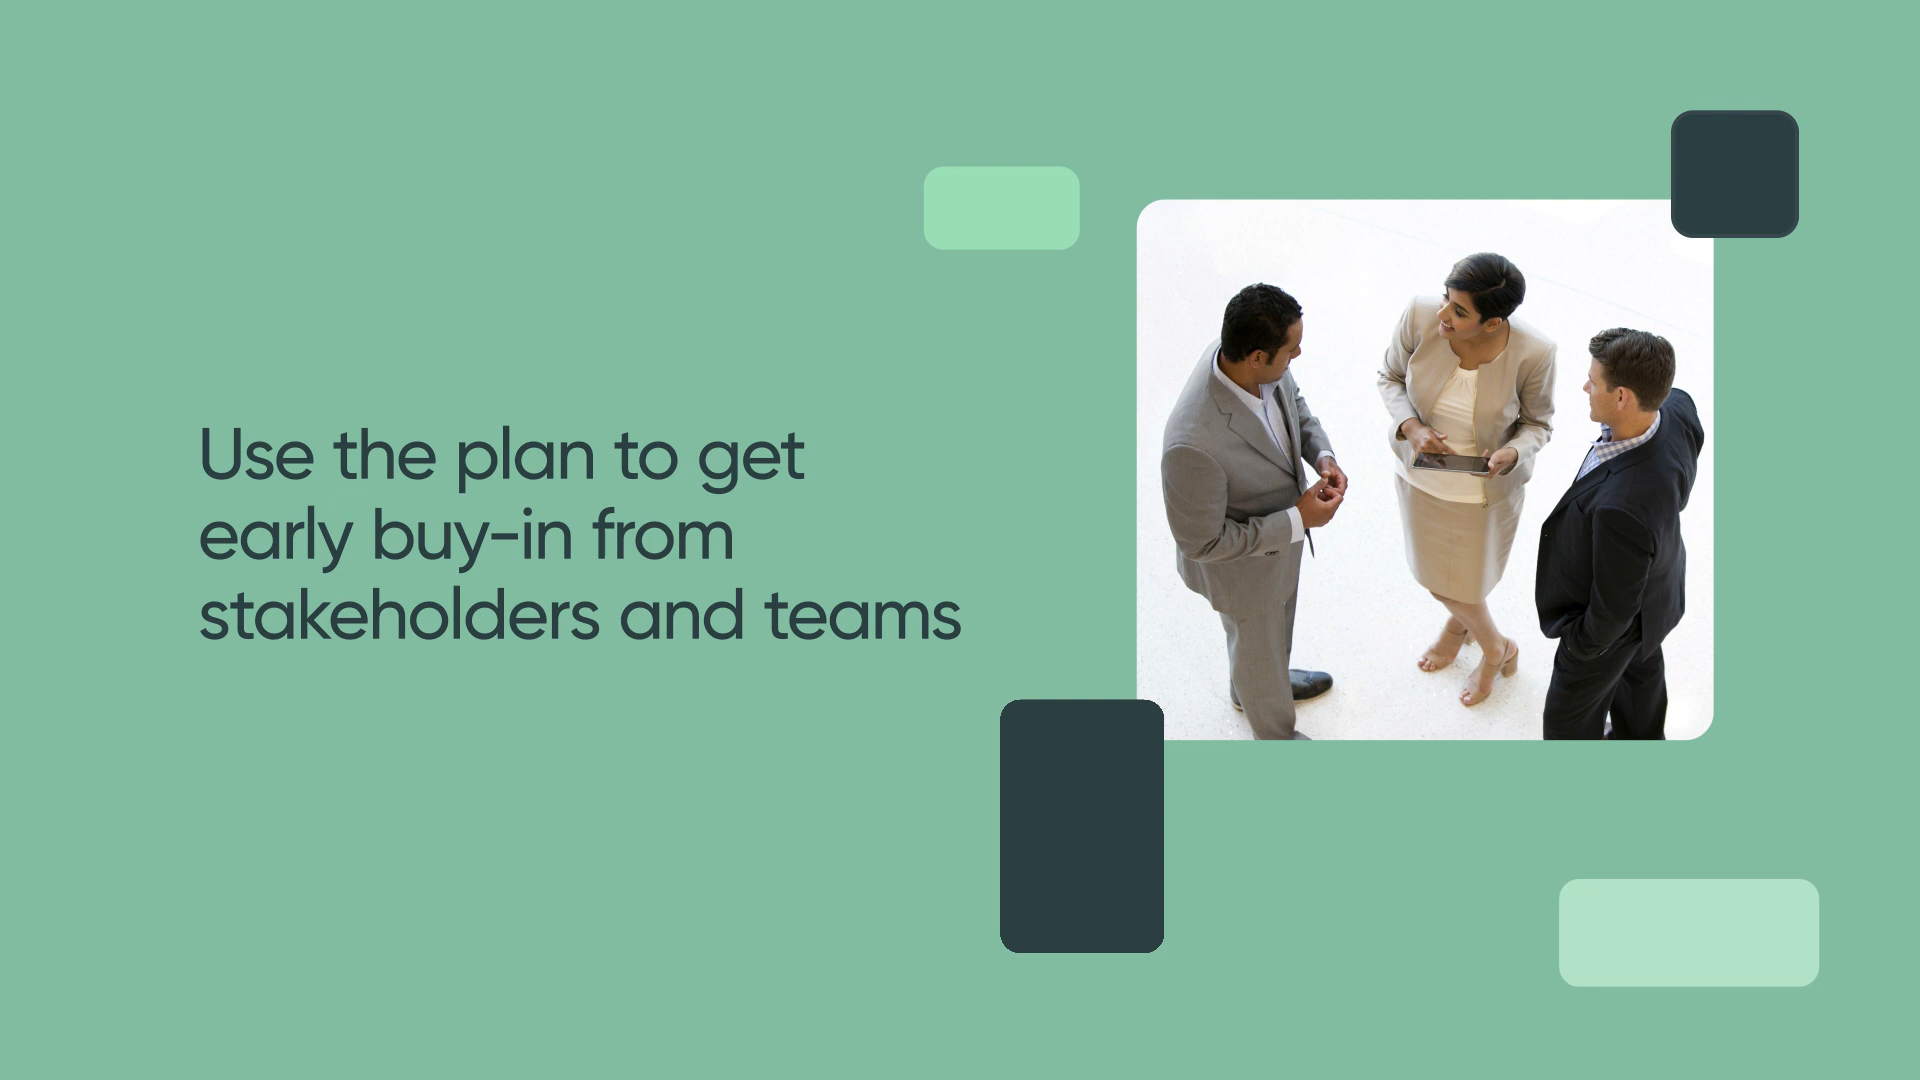 Use the plan to get
early buy-in from
stakeholders and teams